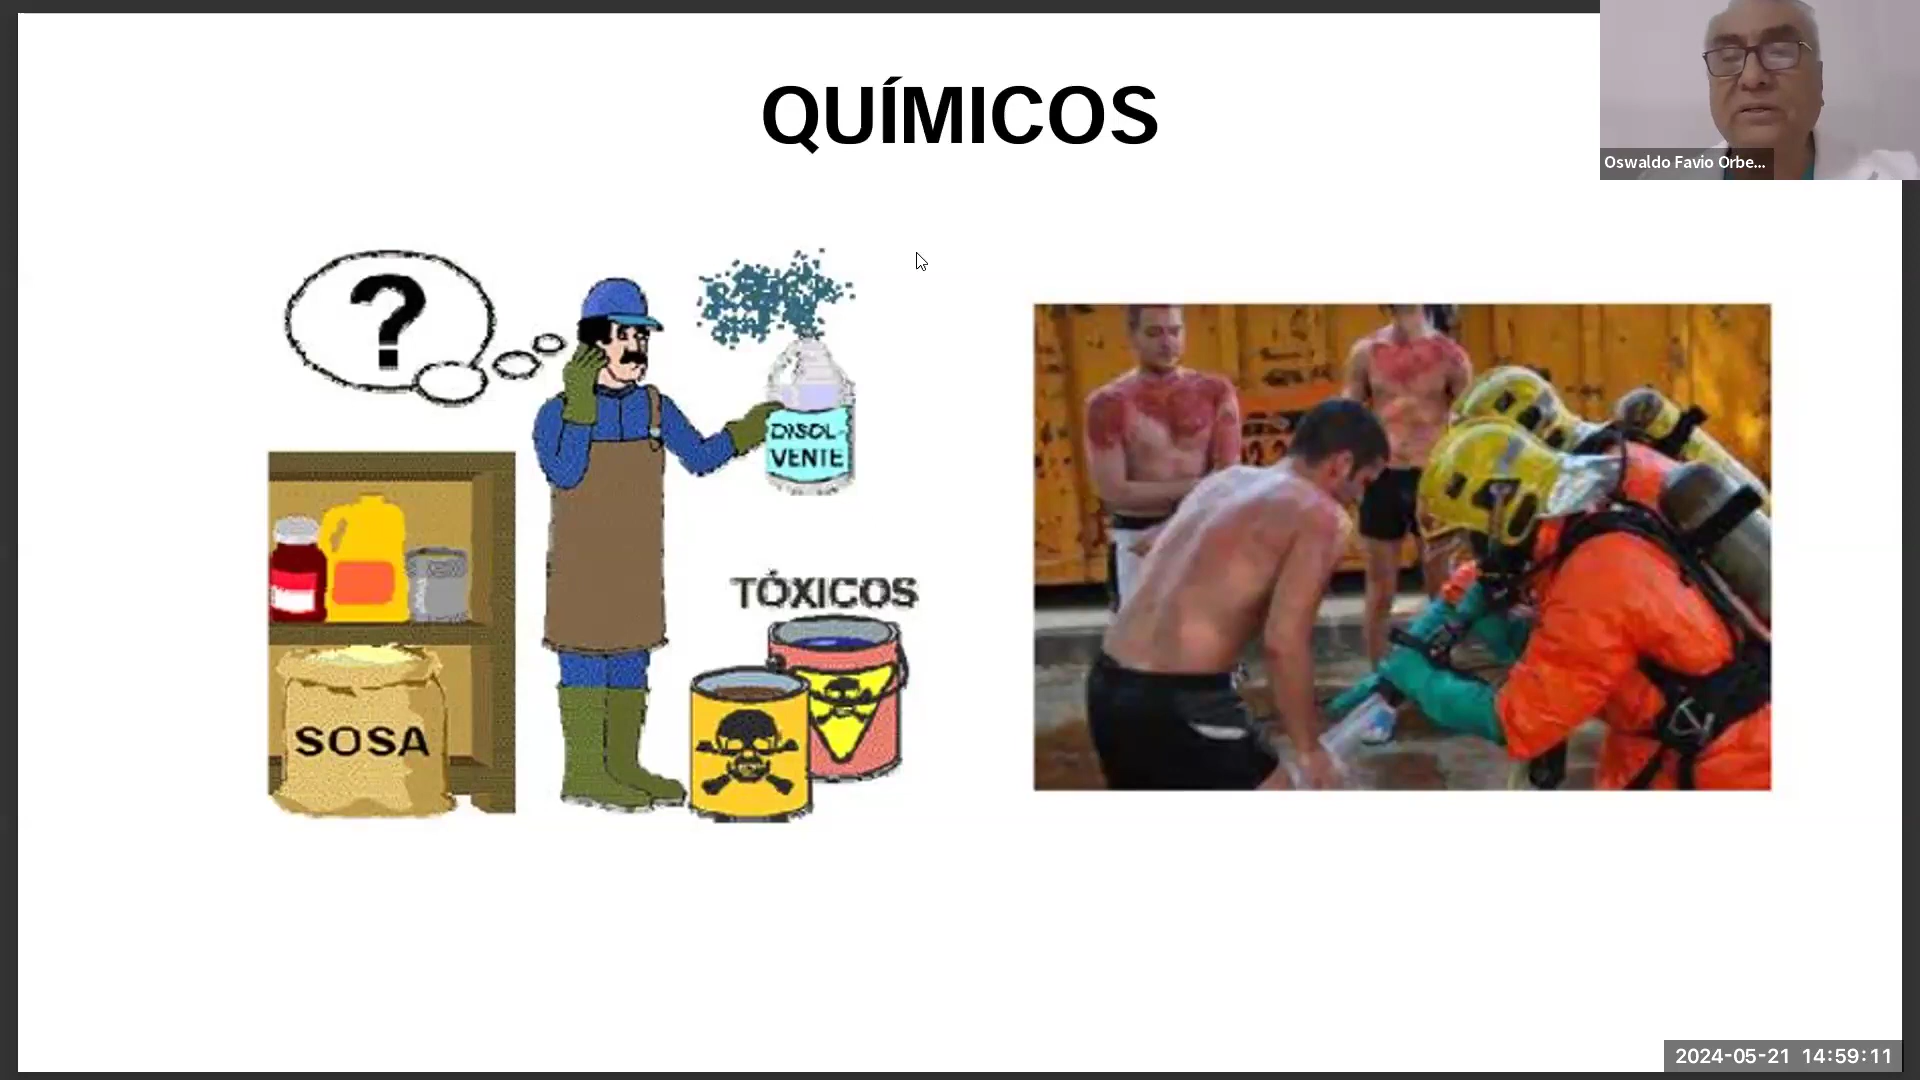 QUÍMICOS
Oswaldo Favio Orbe...
?
DISOL-
VENTE
TÓXICOS
SOSA
2024-05-21 14:59:11